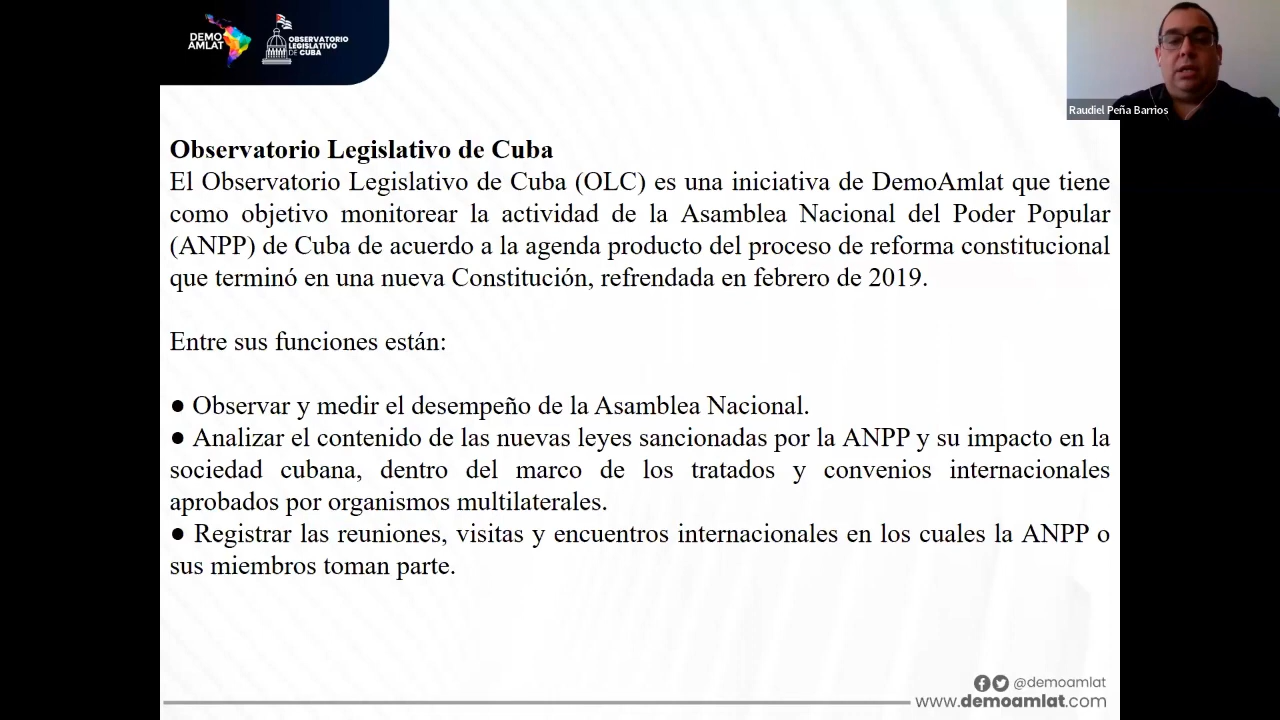 DEMO
AMLAT
OBSERVATORIO
LEGISLATIVO
DE CUBA
Raudiel Peña Barrios
Observatorio Legislativo de Cuba
El Observatorio Legislativo de Cuba (OLC) es una iniciativa de DemoAmlat que tiene
como objetivo monitorear la actividad de la Asamblea Nacional del Poder Popular
(ANPP) de Cuba de acuerdo a la agenda producto del proceso de reforma constitucional
que terminó en una nueva Constitución, refrendada en febrero de 2019.
Entre sus funciones están:
● Observar y medir el desempeño de la Asamblea Nacional.
● Analizar el contenido de las nuevas leyes sancionadas por la ANPP y su impacto en la
sociedad cubana, dentro del marco de los tratados y convenios internacionales
aprobados por organismos multilaterales.
● Registrar las reuniones, visitas y encuentros internacionales en los cuales la ANPP o
sus miembros toman parte.
@demoamlat
www.demoamlat.com